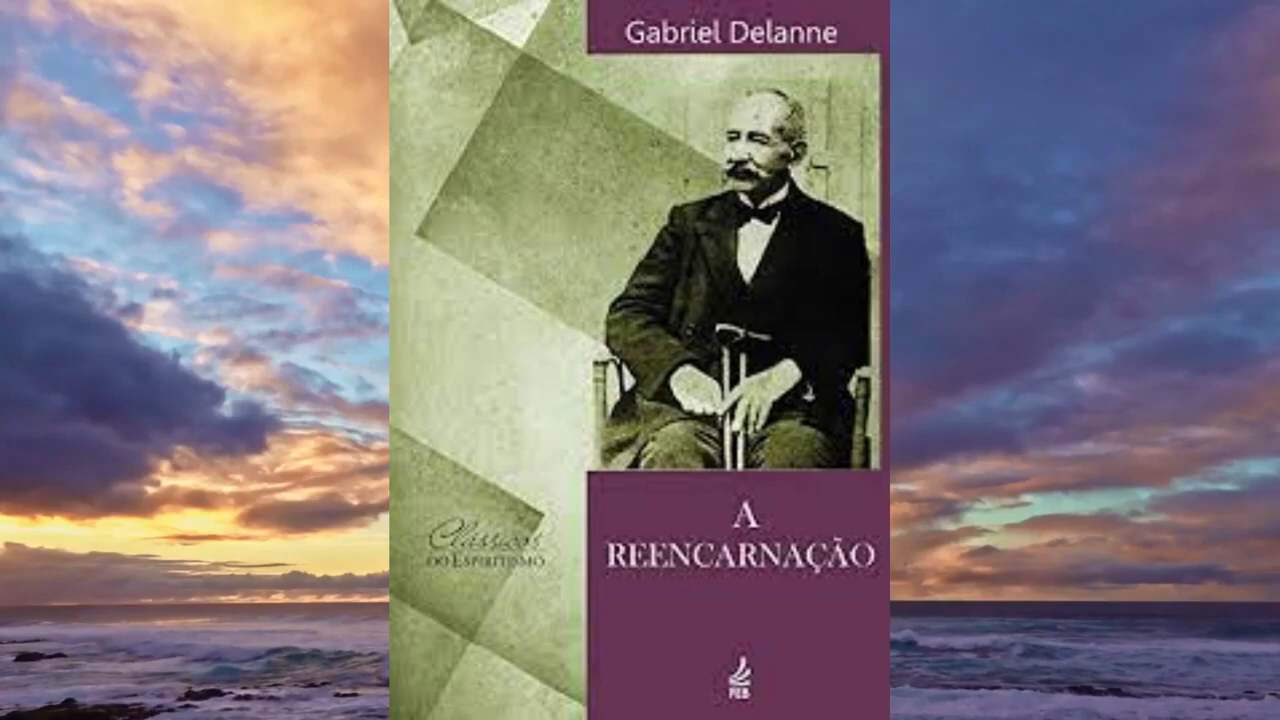 Gabriel Delanne
Clássicos
DO ESPIRITISMO
A
REENCARNAÇÃO
FEB